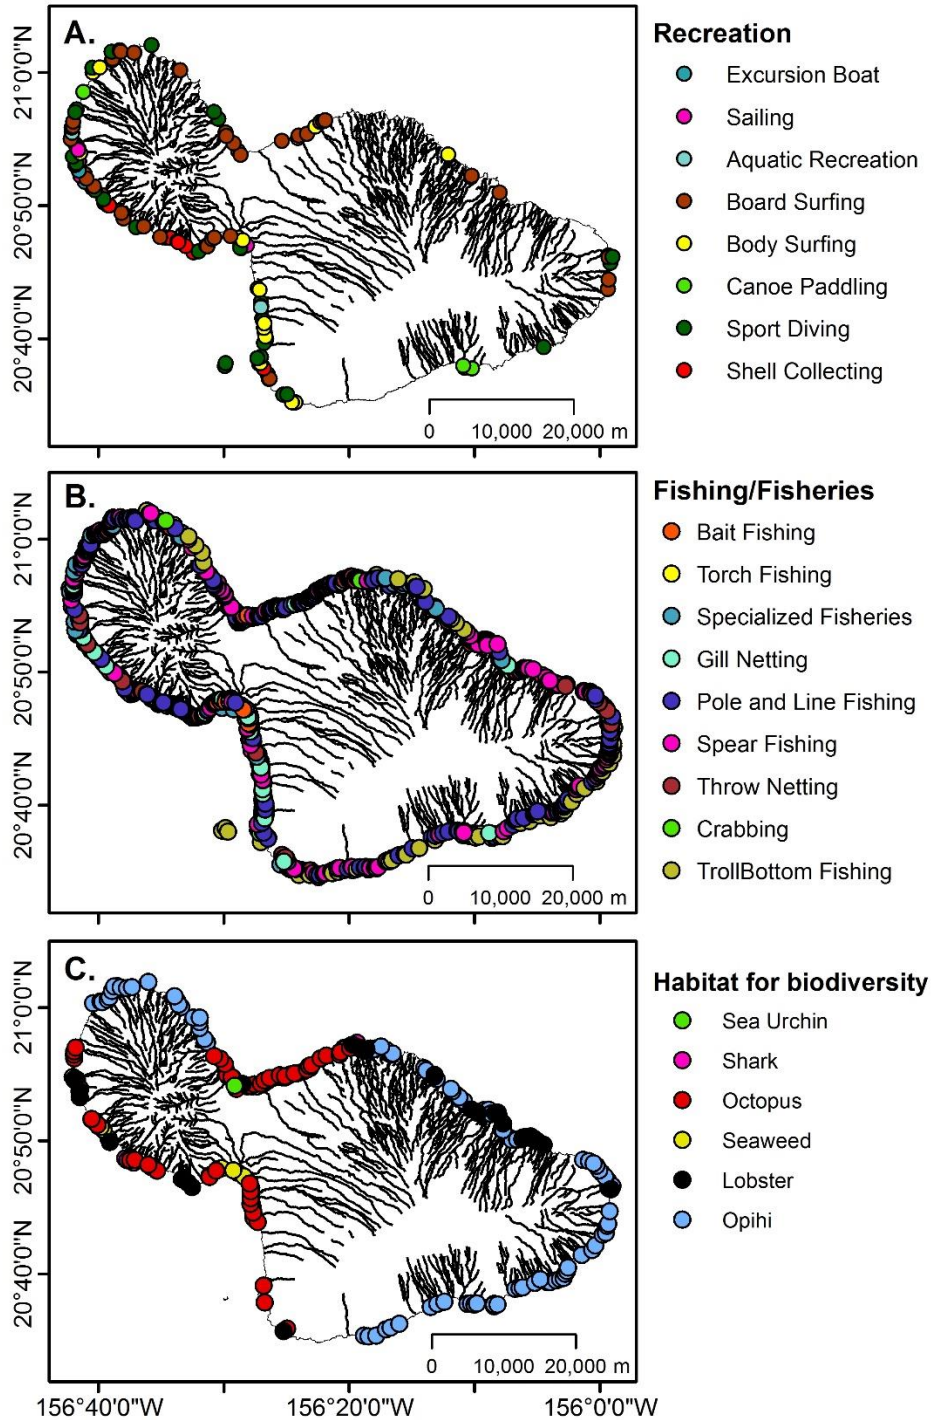 A.
21°0'0"N
20°50'0"N
20°40'0"N
0 10,000 20,000 m
Recreation
Excursion Boat
Sailing
Aquatic Recreation
Board Surfing
Body Surfing
Canoe Paddling
Sport Diving
Shell Collecting
B.
21°0'0"N
20°50'0"N
20°40'0"N
0 10,000 20,000 m
Fishing/Fisheries
Bait Fishing
Torch Fishing
Specialized Fisheries
Gill Netting
Pole and Line Fishing
Spear Fishing
Throw Netting
Crabbing
TrollBottom Fishing
C.
21°0'0"N
20°50'0"N
20°40'0"N
0 10,000 20,000 m
Habitat for biodiversity
Sea Urchin
Shark
Octopus
Seaweed
Lobster
Opihi
156°40'0"W 156°20'0"W 156°0'0"W